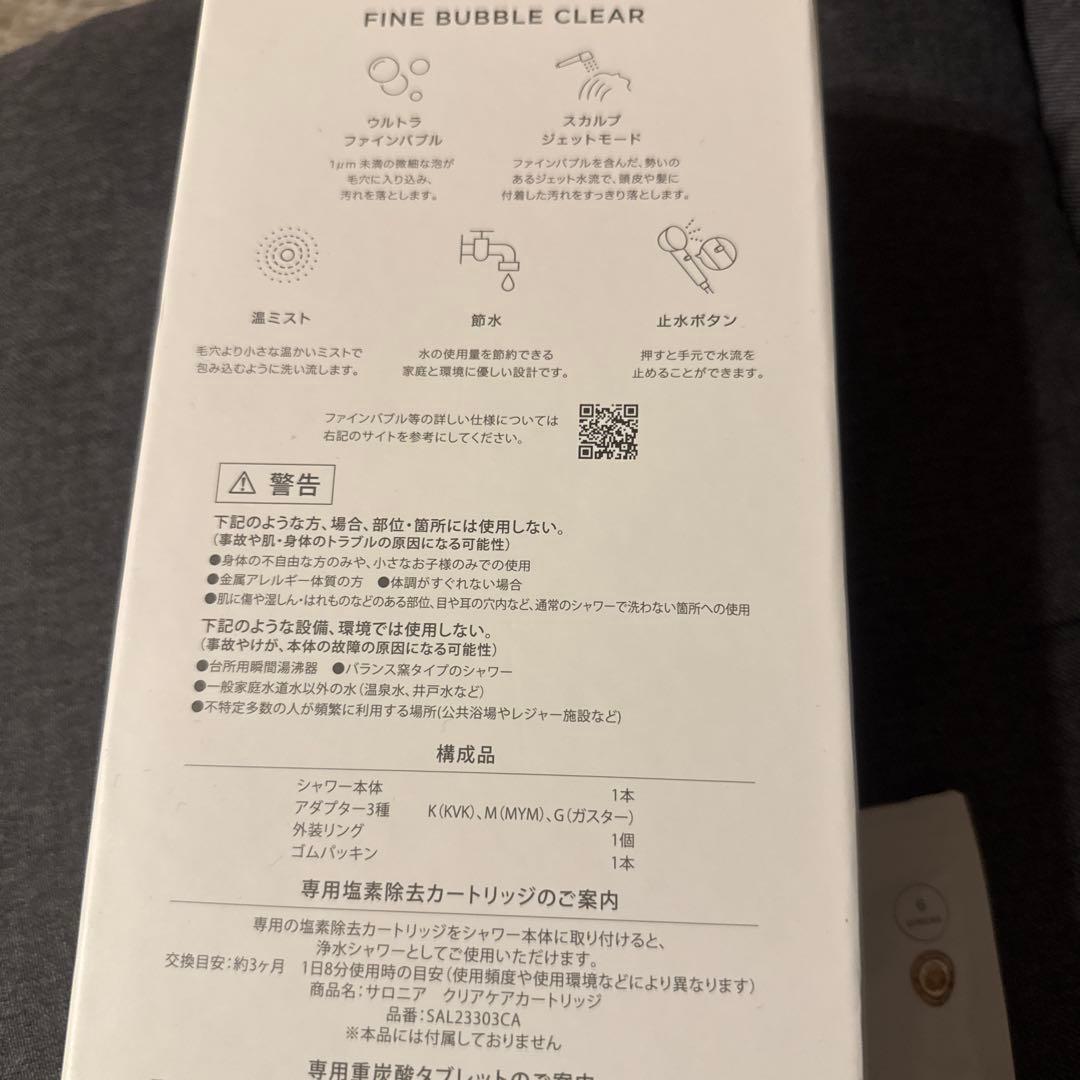 FINE BUBBLE CLEAR
ウルトラ
ファインバブル
1μm 未満の微細な泡が
毛穴に入り込み、
汚れを落とします。
スカルプ
ジェットモード
ファインバブルを含んだ、勢いの
あるジェット水流で、頭皮や髪に
付着した汚れをすっきり落とします。
温ミスト
毛穴より小さな温かいミストで
包み込むように洗い流します。
節水
水の使用量を節約できる
家庭と環境に優しい設計です。
止水ボタン
押すと手元で水流を
止めることができます。
ファインバブル等の詳しい仕様については
右記のサイトを参考にしてください。
警告
下記のような方、場合、部位・箇所には使用しない。
(事故や肌・身体のトラブルの原因になる可能性)
●身体の不自由な方のみや、小さなお子様のみでの使用
●金属アレルギー体質の方 ●体調がすぐれない場合
●肌に傷や湿しん・はれものなどのある部位、目や耳の穴内など、通常のシャワーで洗わない箇所への使用
下記のような設備、環境では使用しない。
(事故やけが、本体の故障の原因になる可能性)
●台所用瞬間湯沸器 ●バランス窯タイプのシャワー
●一般家庭水道水以外の水(温泉水、井戸水など)
●不特定多数の人が頻繁に利用する場所(公共浴場やレジャー施設など)
構成品
シャワー本体 1本
アダプター3種 K(KVK)、M(MYM)、G(ガスター)
外装リング 1個
ゴムパッキン 1本
専用塩素除去カートリッジのご案内
専用の塩素除去カートリッジをシャワー本体に取り付けると、
浄水シャワーとしてご使用いただけます。
交換目安:約3ヶ月 1日8分使用時の目安(使用頻度や使用環境などにより異なります)
商品名:サロニア クリアケアカートリッジ
品番:SAL23303CA
※本品には付属しておりません
専用重炭酸タブレットのご案内
6